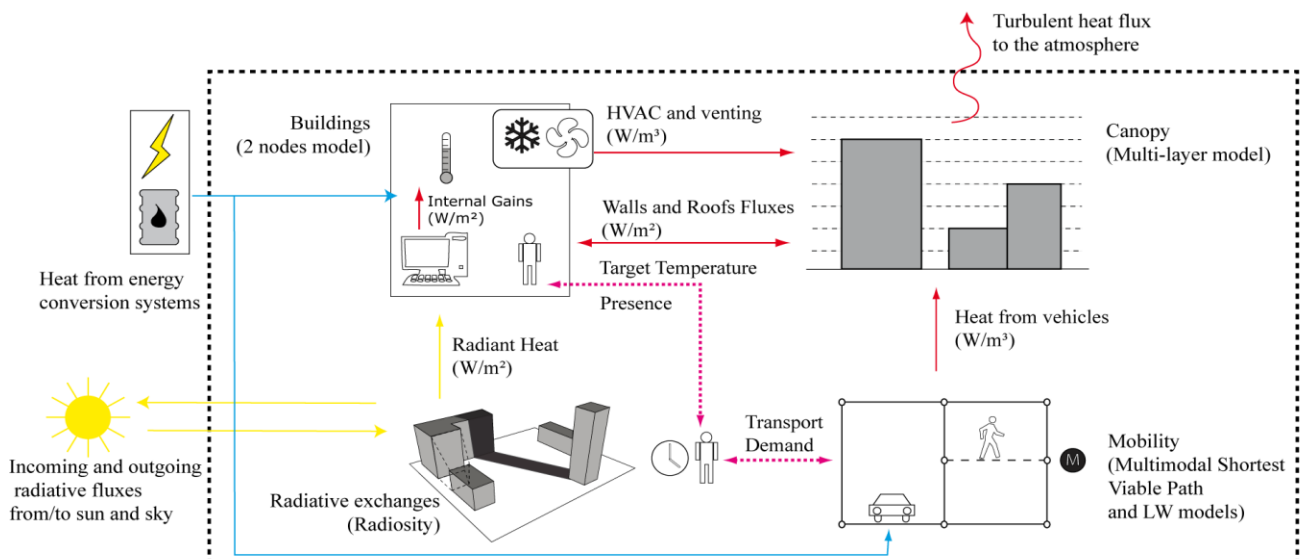 Turbulent heat flux
to the atmosphere
Buildings
(2 nodes model)
HVAC and venting
(W/m³)
Canopy
(Multi-layer model)
Internal Gains
(W/m²)
Walls and Roofs Fluxes
(W/m²)
Heat from energy
conversion systems
Target Temperature
Presence
Radiant Heat
(W/m²)
Heat from vehicles
(W/m³)
Transport
Demand
M
Mobility
(Multimodal Shortest
Viable Path
and LW models)
Incoming and outgoing
radiative fluxes
from/to sun and sky
Radiative exchanges
(Radiosity)